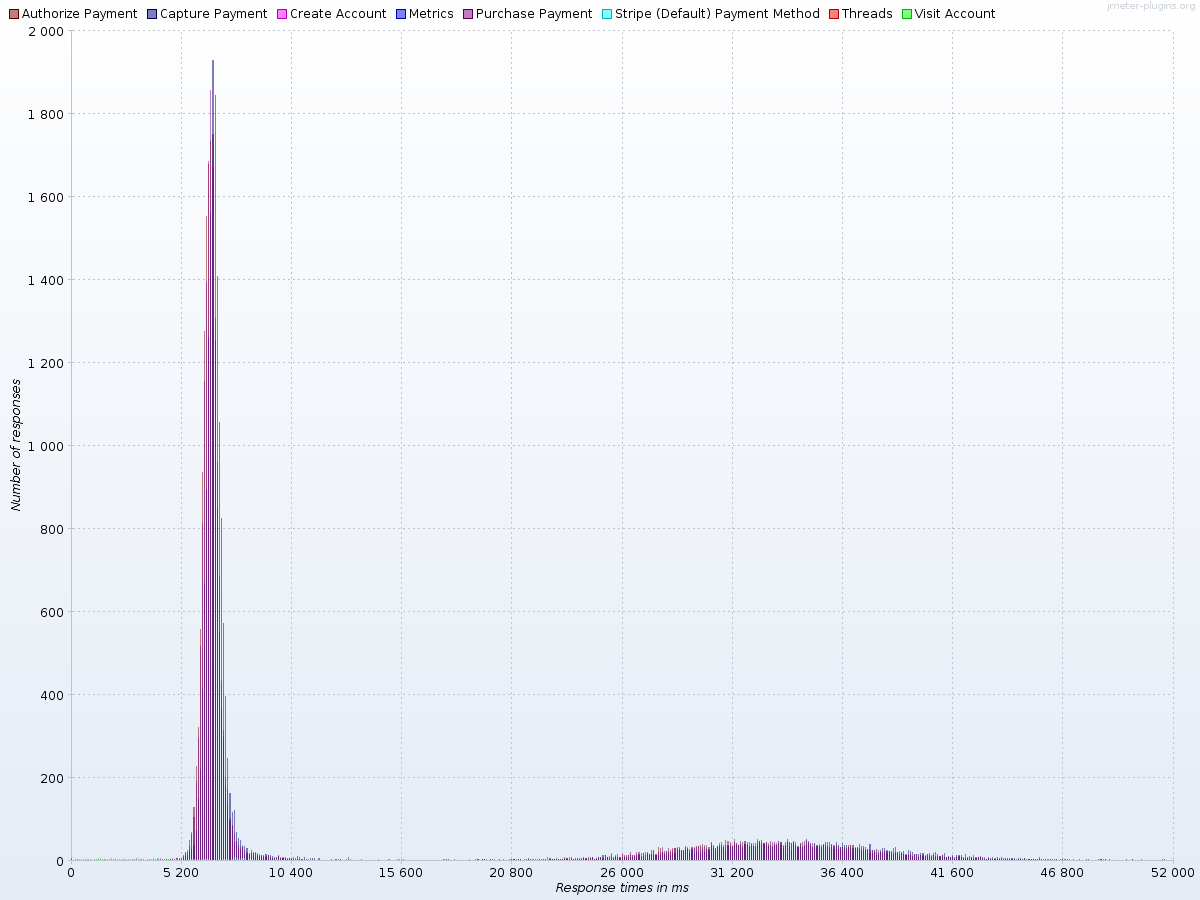 Authorize Payment Capture Payment Create Account Metrics Purchase Payment Stripe (Default) Payment Method Threads Visit Account
jmeter-plugins.org
2 000
1 800
1 600
1 400
1 200
1 000
800
600
400
200
0
Number of responses
0 5 200 10 400 15 600 20 800 26 000 31 200 36 400 41 600 46 800 52 000
Response times in ms